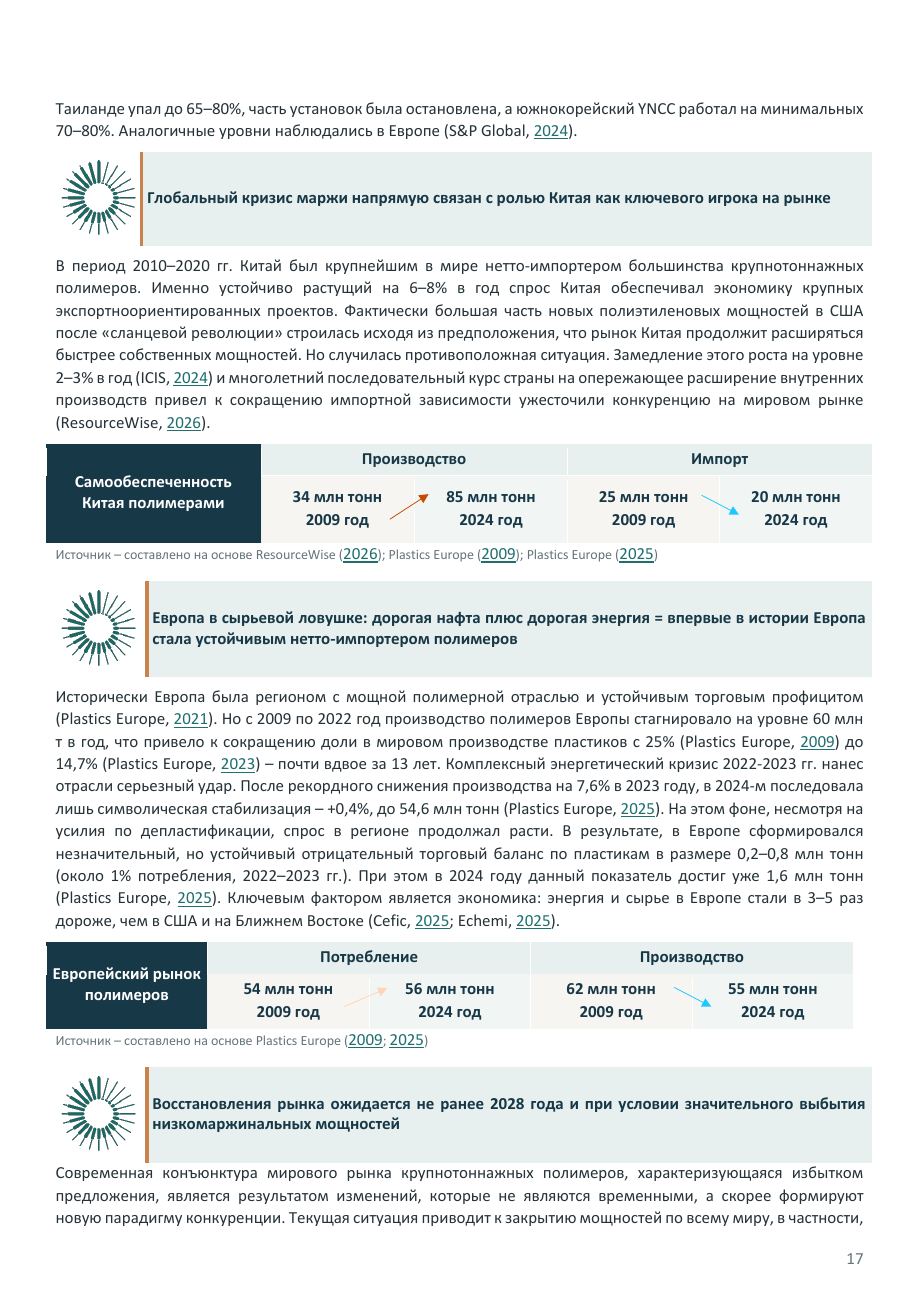 Таиланде упал до 65–80%, часть установок была остановлена, а южнокорейский YNCC работал на минимальных
70–80%. Аналогичные уровни наблюдались в Европе (S&P Global, 2024).
Глобальный кризис маржи напрямую связан с ролью Китая как ключевого игрока на рынке
В период 2010–2020 гг. Китай был крупнейшим в мире нетто-импортером большинства крупнотоннажных
полимеров. Именно устойчиво растущий на 6–8% в год спрос Китая обеспечивал экономику крупных
экспортноориентированных проектов. Фактически большая часть новых полиэтиленовых мощностей в США
после «сланцевой революции» строилась исходя из предположения, что рынок Китая продолжит расширяться
быстрее собственных мощностей. Но случилась противоположная ситуация. Замедление этого роста на уровне
2–3% в год (ICIS, 2024) и многолетний последовательный курс страны на опережающее расширение внутренних
производств привел к сокращению импортной зависимости ужесточили конкуренцию на мировом рынке
(ResourceWise, 2026).
Самообеспеченность
Китая полимерами
Производство
Импорт
34 млн тонн
2009 год
85 млн тонн
2024 год
25 млн тонн
2009 год
20 млн тонн
2024 год
Источник – составлено на основе ResourceWise (2026); Plastics Europe (2009); Plastics Europe (2025)
Европа в сырьевой ловушке: дорогая нафта плюс дорогая энергия = впервые в истории Европа
стала устойчивым нетто-импортером полимеров
Исторически Европа была регионом с мощной полимерной отраслью и устойчивым торговым профицитом
(Plastics Europe, 2021). Но с 2009 по 2022 год производство полимеров Европы стагнировало на уровне 60 млн
т в год, что привело к сокращению доли в мировом производстве пластиков с 25% (Plastics Europe, 2009) до
14,7% (Plastics Europe, 2023) – почти вдвое за 13 лет. Комплексный энергетический кризис 2022-2023 гг. нанес
отрасли серьезный удар. После рекордного снижения производства на 7,6% в 2023 году, в 2024-м последовала
лишь символическая стабилизация – +0,4%, до 54,6 млн тонн (Plastics Europe, 2025). На этом фоне, несмотря на
усилия по депластификации, спрос в регионе продолжал расти. В результате, в Европе сформировался
незначительный, но устойчивый отрицательный торговый баланс по пластикам в размере 0,2–0,8 млн тонн
(около 1% потребления, 2022–2023 гг.). При этом в 2024 году данный показатель достиг уже 1,6 млн тонн
(Plastics Europe, 2025). Ключевым фактором является экономика: энергия и сырье в Европе стали в 3–5 раз
дороже, чем в США и на Ближнем Востоке (Cefic, 2025; Echemi, 2025).
Европейский рынок
полимеров
Потребление
Производство
54 млн тонн
2009 год
56 млн тонн
2024 год
62 млн тонн
2009 год
55 млн тонн
2024 год
Источник – составлено на основе Plastics Europe (2009; 2025)
Восстановления рынка ожидается не ранее 2028 года и при условии значительного выбытия
низкомаржинальных мощностей
Современная конъюнктура мирового рынка крупнотоннажных полимеров, характеризующаяся избытком
предложения, является результатом изменений, которые не являются временными, а скорее формируют
новую парадигму конкуренции. Текущая ситуация приводит к закрытию мощностей по всему миру, в частности,
17